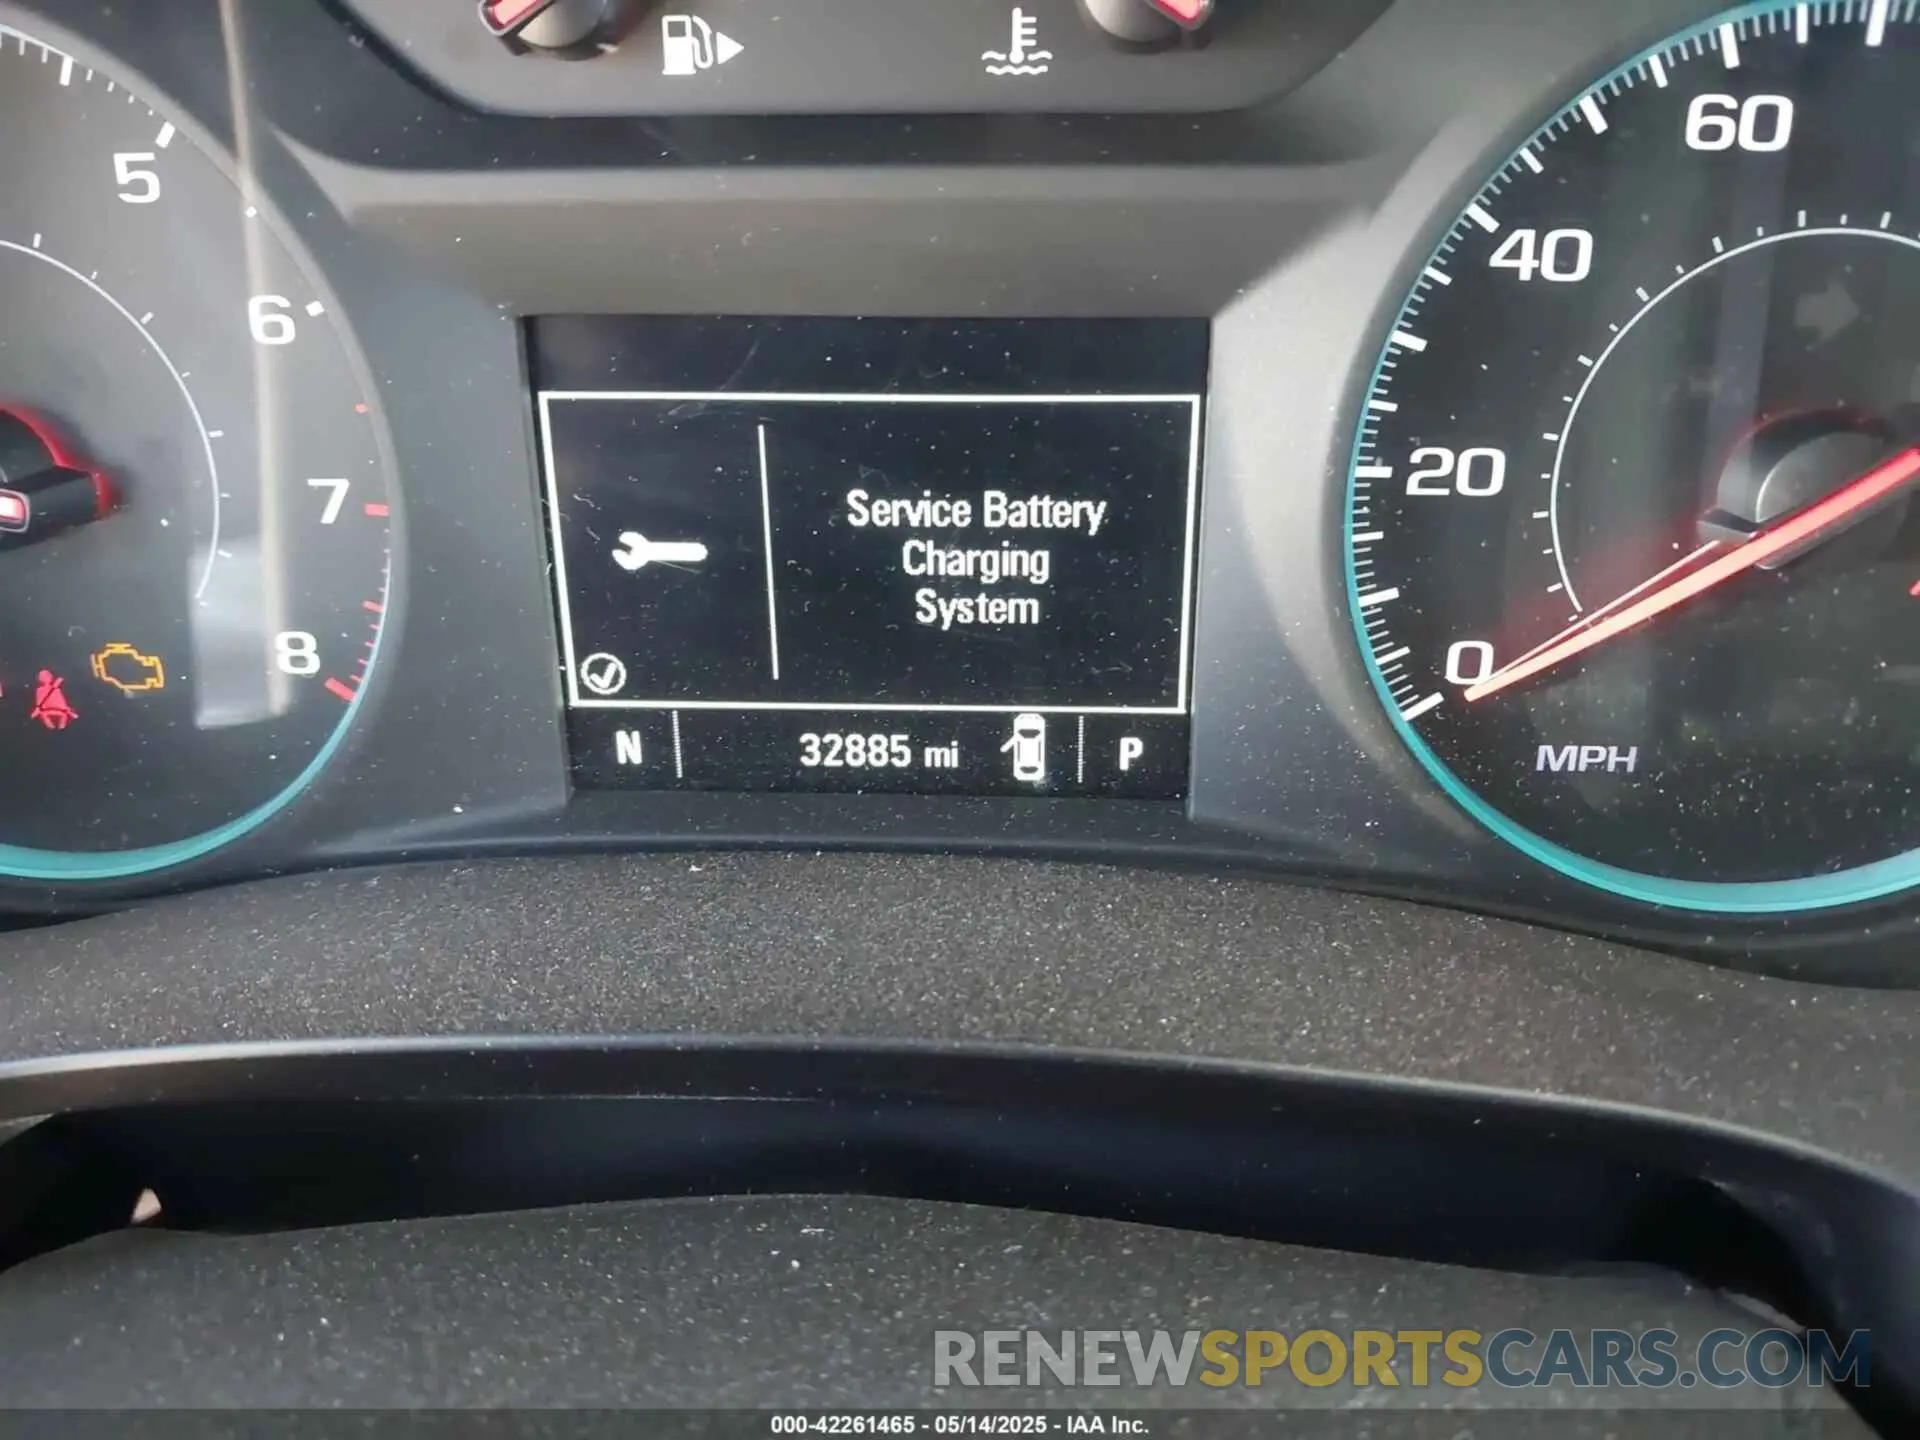 5
6
7
8
60
40
20
0
MPH
Service Battery
Charging
System
N 32885 mi P
RENEWSPORTSCARS.COM
000-42261465 - 05/14/2025 - IAA Inc.